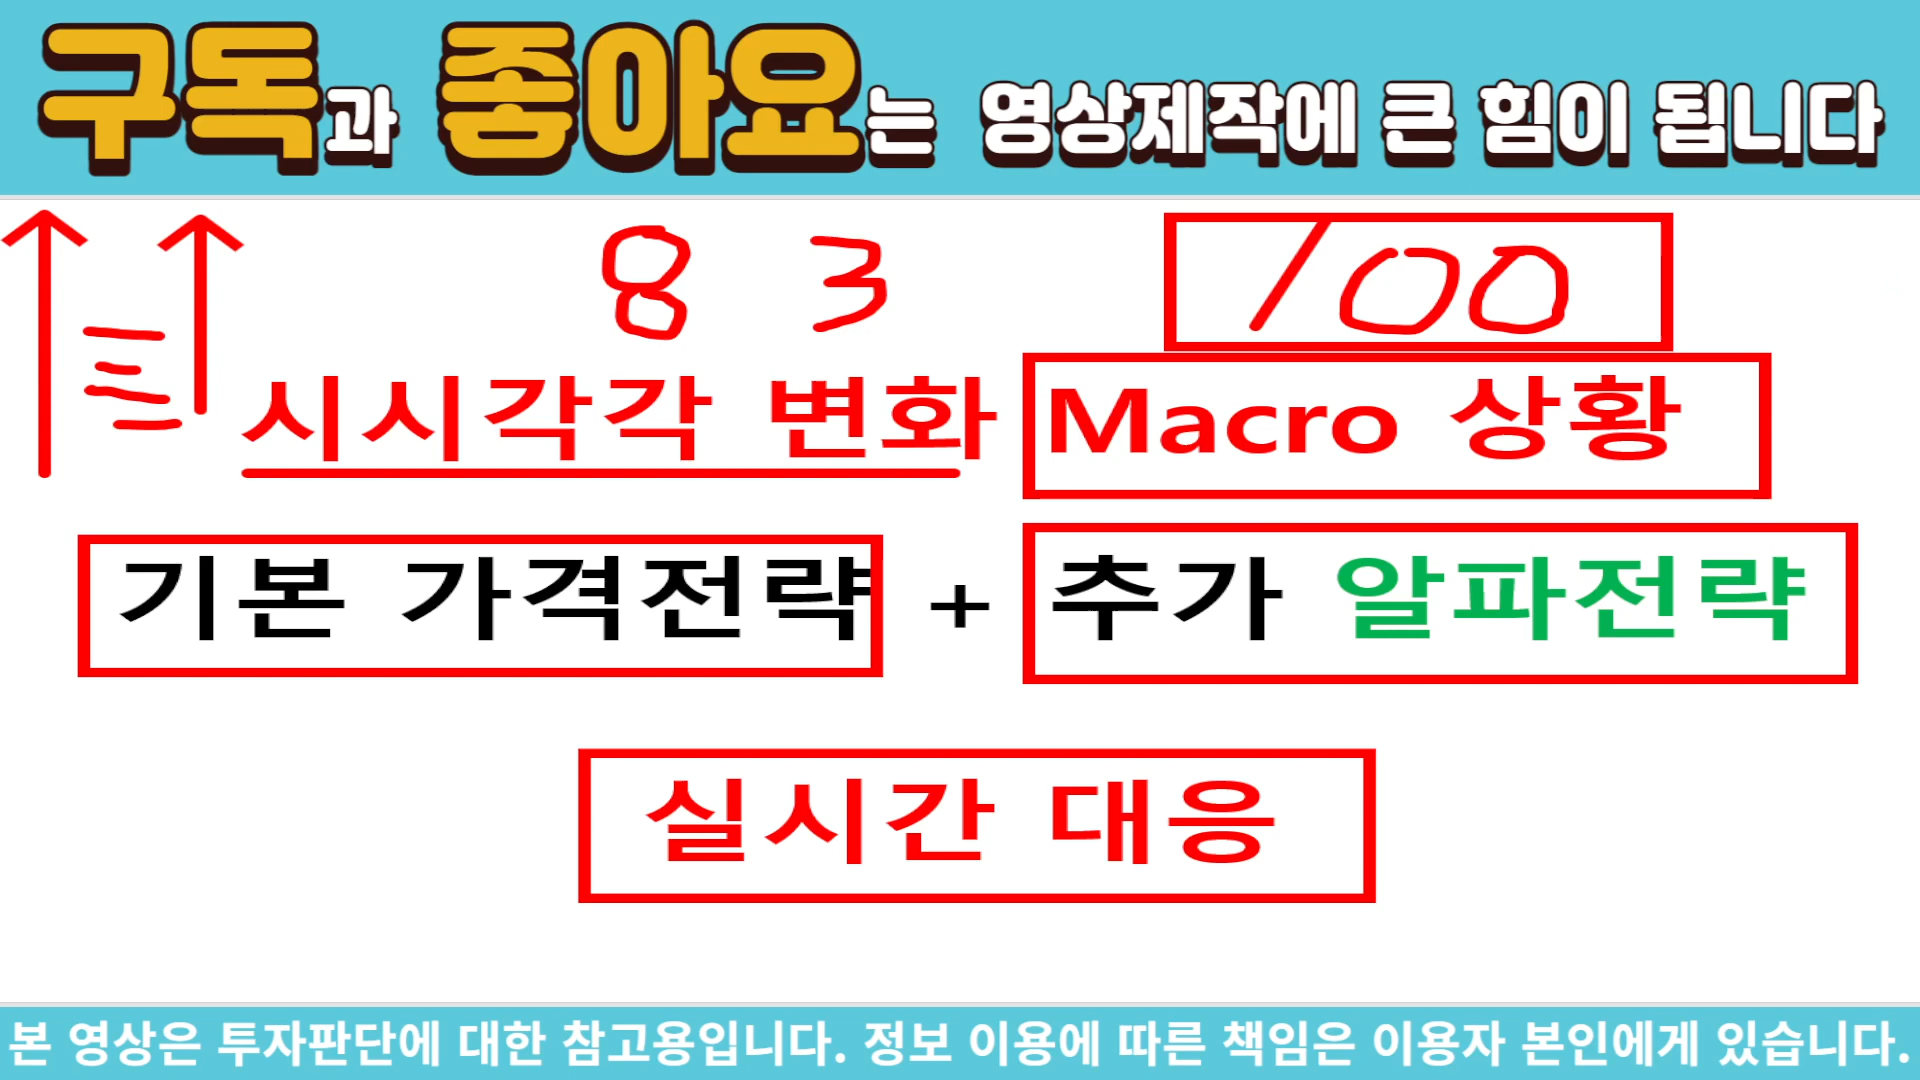 구독과 좋아요는 영상제작에 큰 힘이 됩니다
8 3 100
시시각각 변화 Macro 상황
기본 가격전략 + 추가 알파전략
실시간 대응
본 영상은 투자판단에 대한 참고용입니다. 정보 이용에 따른 책임은 이용자 본인에게 있습니다.